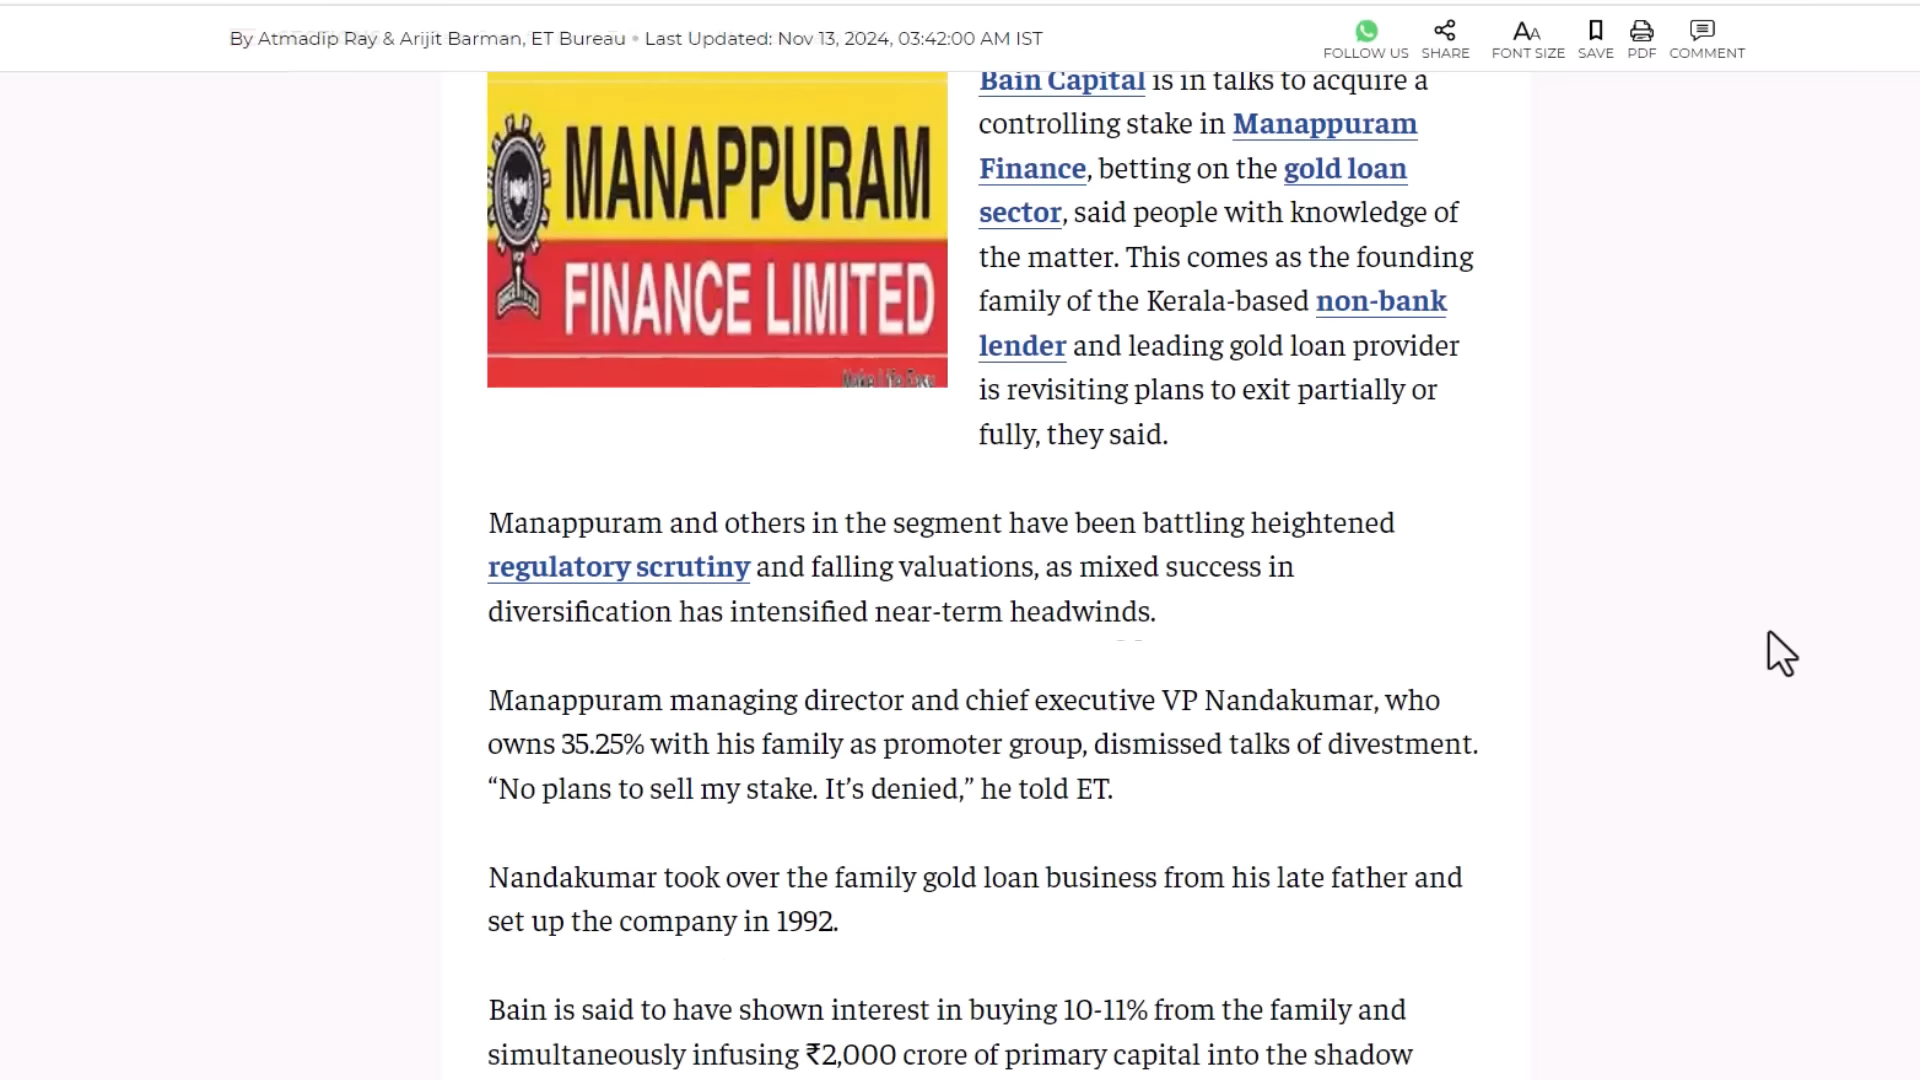 By Atmadip Ray & Arijit Barman, ET Bureau • Last Updated: Nov 13, 2024, 03:42:00 AM IST
FOLLOW US SHARE FONT SIZE SAVE PDF COMMENT
MANAPPURAM
FINANCE LIMITED
Make Life Easy
Bain Capital is in talks to acquire a
controlling stake in Manappuram
Finance, betting on the gold loan
sector, said people with knowledge of
the matter. This comes as the founding
family of the Kerala-based non-bank
lender and leading gold loan provider
is revisiting plans to exit partially or
fully, they said.
Manappuram and others in the segment have been battling heightened
regulatory scrutiny and falling valuations, as mixed success in
diversification has intensified near-term headwinds.
Manappuram managing director and chief executive VP Nandakumar, who
owns 35.25% with his family as promoter group, dismissed talks of divestment.
“No plans to sell my stake. It’s denied,” he told ET.
Nandakumar took over the family gold loan business from his late father and
set up the company in 1992.
Bain is said to have shown interest in buying 10-11% from the family and
simultaneously infusing ₹2,000 crore of primary capital into the shadow